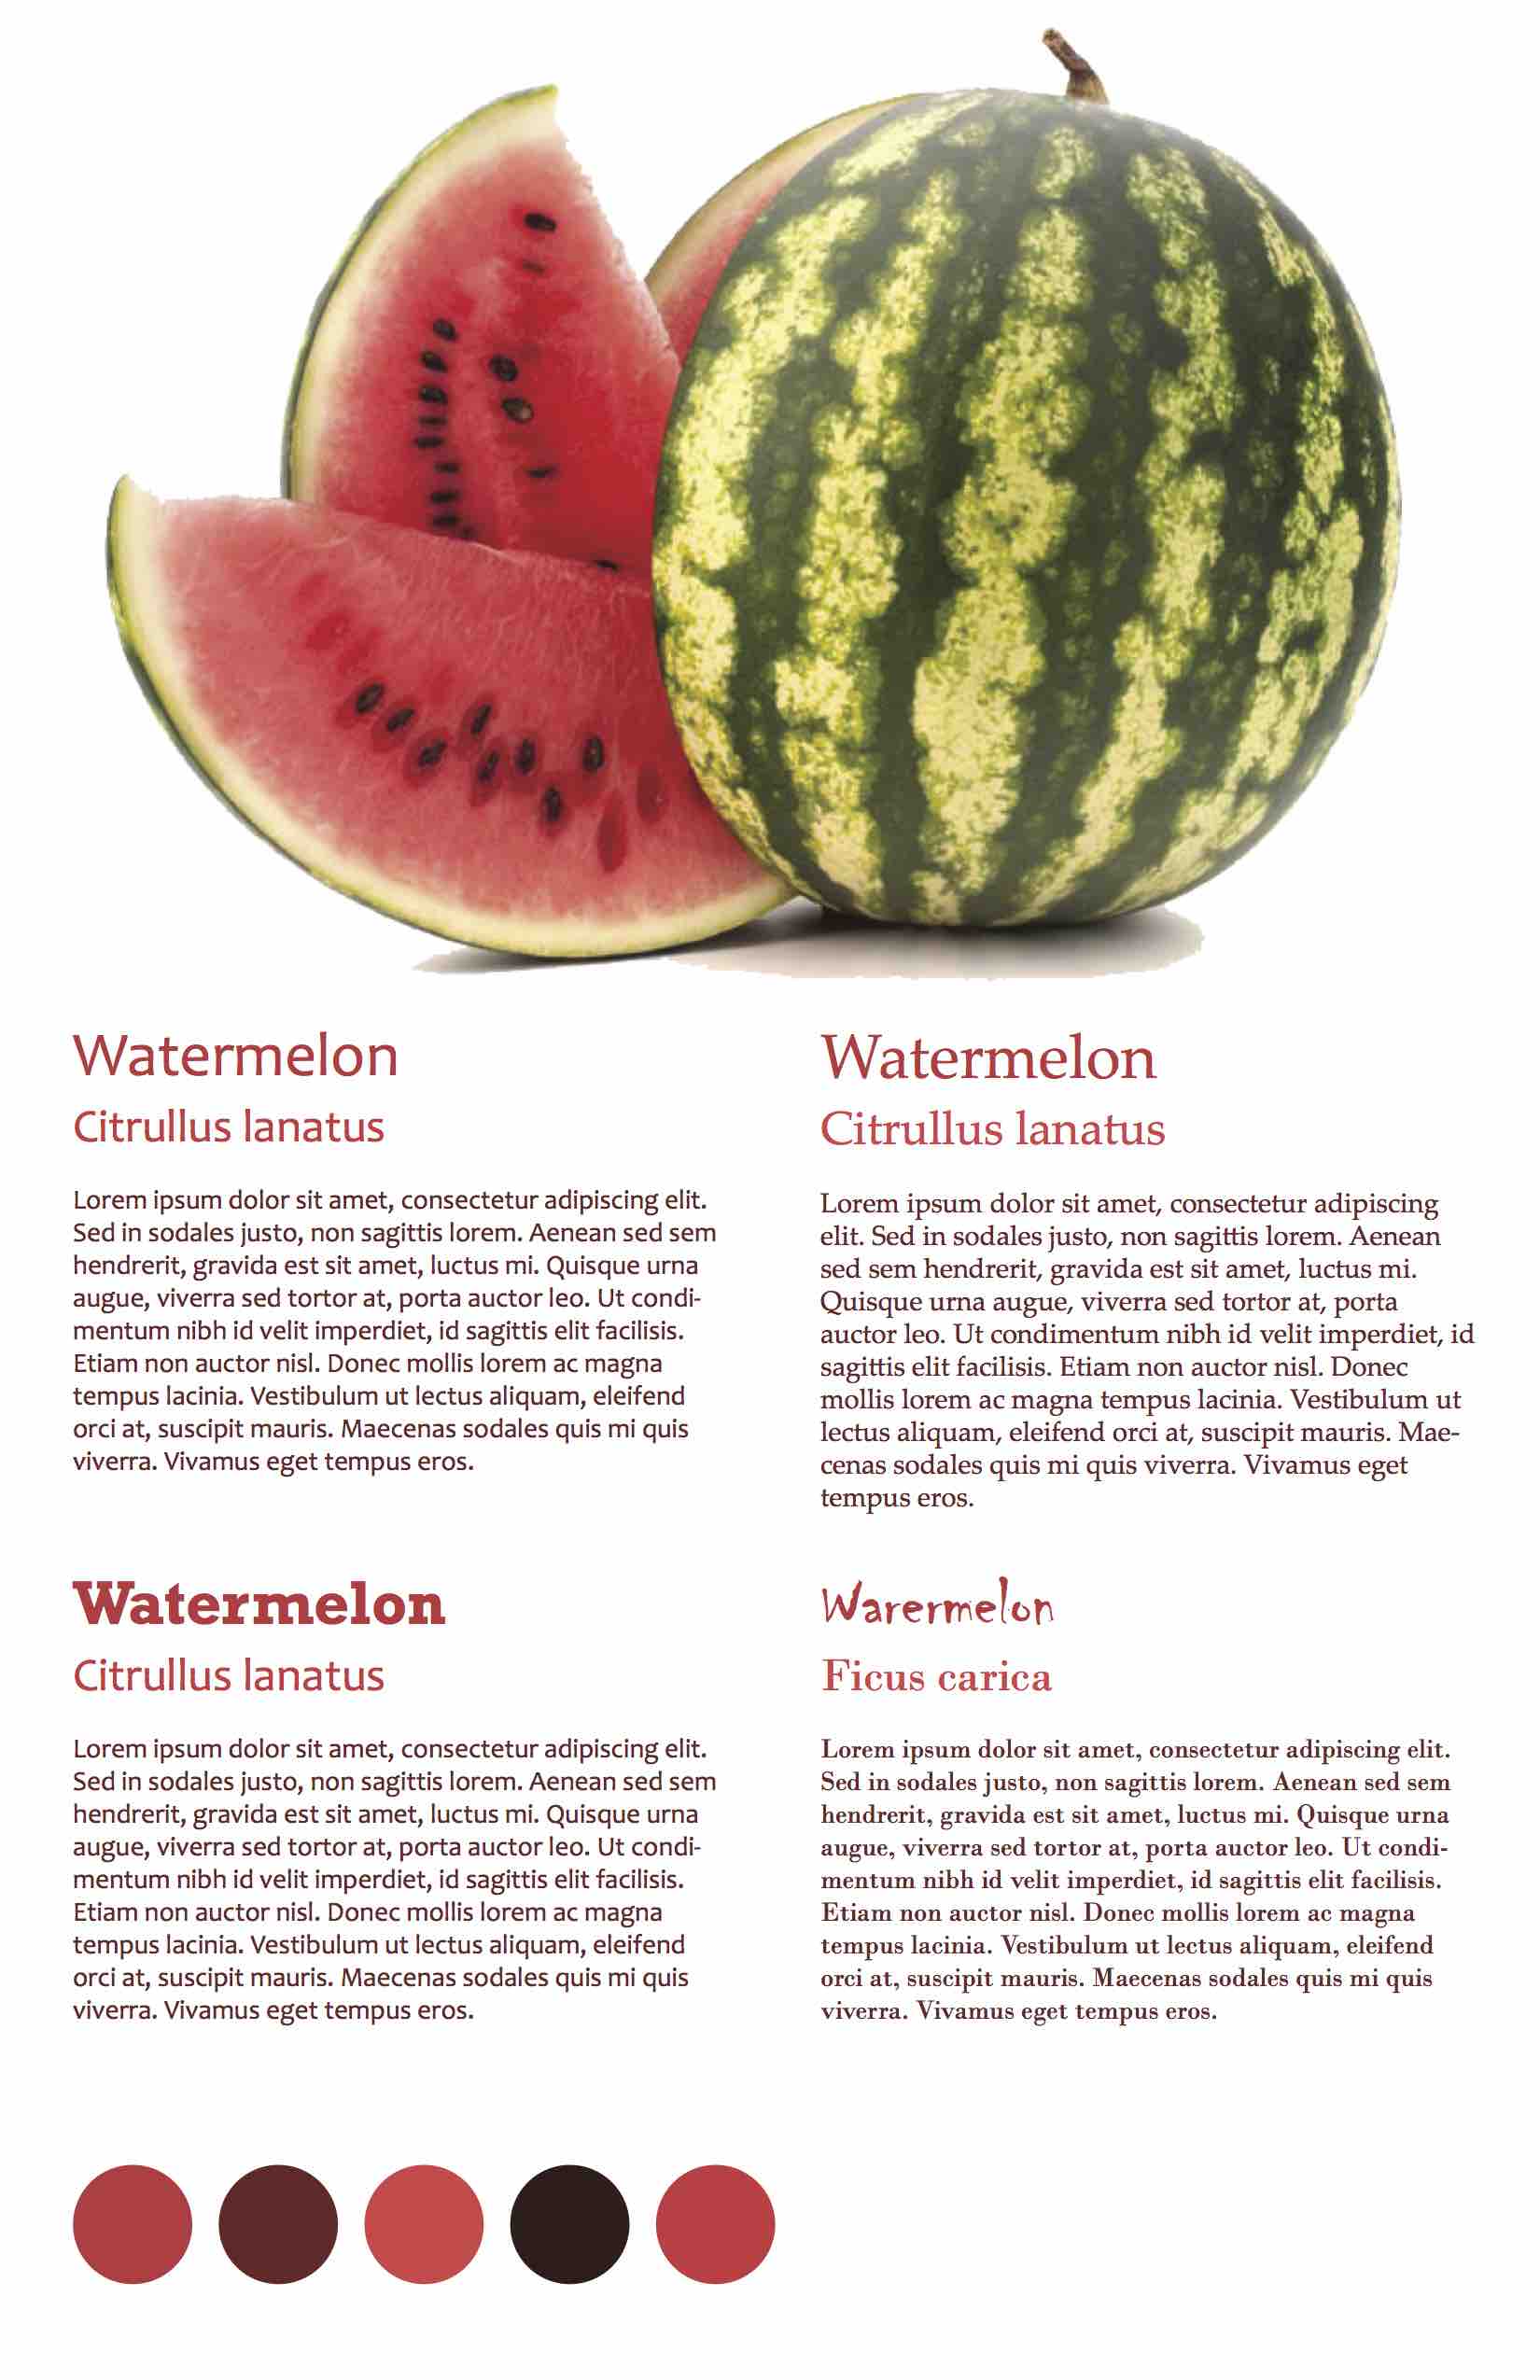 Watermelon
Citrullus lanatus
Lorem ipsum dolor sit amet, consectetur adipiscing elit.
Sed in sodales justo, non sagittis lorem. Aenean sed sem
hendrerit, gravida est sit amet, luctus mi. Quisque urna
augue, viverra sed tortor at, porta auctor leo. Ut condi-
mentum nibh id velit imperdiet, id sagittis elit facilisis.
Etiam non auctor nisl. Donec mollis lorem ac magna
tempus lacinia. Vestibulum ut lectus aliquam, eleifend
orci at, suscipit mauris. Maecenas sodales quis mi quis
viverra. Vivamus eget tempus eros.
Watermelon
Citrullus lanatus
Lorem ipsum dolor sit amet, consectetur adipiscing
elit. Sed in sodales justo, non sagittis lorem. Aenean
sed sem hendrerit, gravida est sit amet, luctus mi.
Quisque urna augue, viverra sed tortor at, porta
auctor leo. Ut condimentum nibh id velit imperdiet, id
sagittis elit facilisis. Etiam non auctor nisl. Donec
mollis lorem ac magna tempus lacinia. Vestibulum ut
lectus aliquam, eleifend orci at, suscipit mauris. Mae-
cenas sodales quis mi quis viverra. Vivamus eget
tempus eros.
Watermelon
Citrullus lanatus
Lorem ipsum dolor sit amet, consectetur adipiscing elit.
Sed in sodales justo, non sagittis lorem. Aenean sed sem
hendrerit, gravida est sit amet, luctus mi. Quisque urna
augue, viverra sed tortor at, porta auctor leo. Ut condi-
mentum nibh id velit imperdiet, id sagittis elit facilisis.
Etiam non auctor nisl. Donec mollis lorem ac magna
tempus lacinia. Vestibulum ut lectus aliquam, eleifend
orci at, suscipit mauris. Maecenas sodales quis mi quis
viverra. Vivamus eget tempus eros.
Warermelon
Ficus carica
Lorem ipsum dolor sit amet, consectetur adipiscing elit.
Sed in sodales justo, non sagittis lorem. Aenean sed sem
hendrerit, gravida est sit amet, luctus mi. Quisque urna
augue, viverra sed tortor at, porta auctor leo. Ut condi-
mentum nibh id velit imperdiet, id sagittis elit facilisis.
Etiam non auctor nisl. Donec mollis lorem ac magna
tempus lacinia. Vestibulum ut lectus aliquam, eleifend
orci at, suscipit mauris. Maecenas sodales quis mi quis
viverra. Vivamus eget tempus eros.